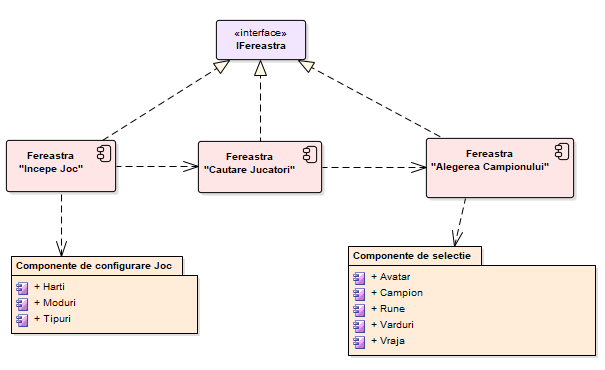 «interface»
IFereastra
Fereastra
"Incepe Joc"
Fereastra
"Cautare Jucatori"
Fereastra
"Alegerea Campionului"
Componente de configurare Joc
+ Harti
+ Moduri
+ Tipuri
Componente de selectie
+ Avatar
+ Campion
+ Rune
+ Varduri
+ Vraja